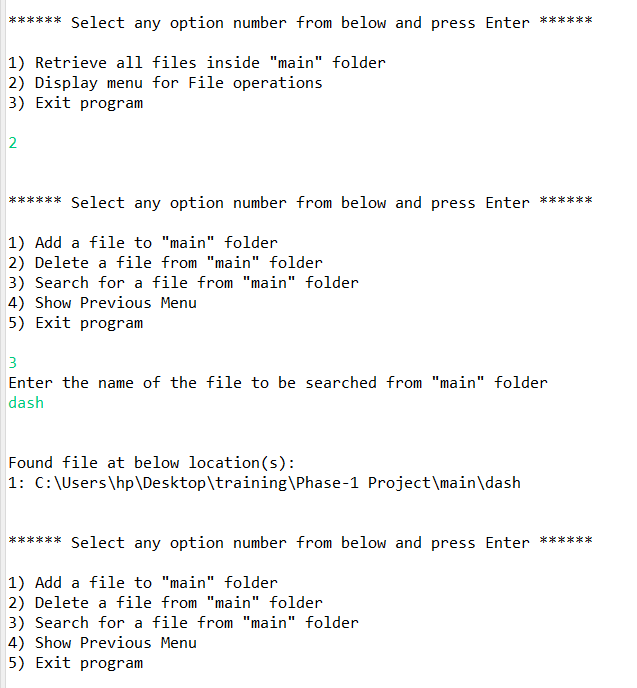 ****** Select any option number from below and press Enter ******
1) Retrieve all files inside "main" folder
2) Display menu for File operations
3) Exit program
2
****** Select any option number from below and press Enter ******
1) Add a file to "main" folder
2) Delete a file from "main" folder
3) Search for a file from "main" folder
4) Show Previous Menu
5) Exit program
3
Enter the name of the file to be searched from "main" folder
dash
Found file at below location(s):
1: C:\Users\hp\Desktop\training\Phase-1 Project\main\dash
****** Select any option number from below and press Enter ******
1) Add a file to "main" folder
2) Delete a file from "main" folder
3) Search for a file from "main" folder
4) Show Previous Menu
5) Exit program